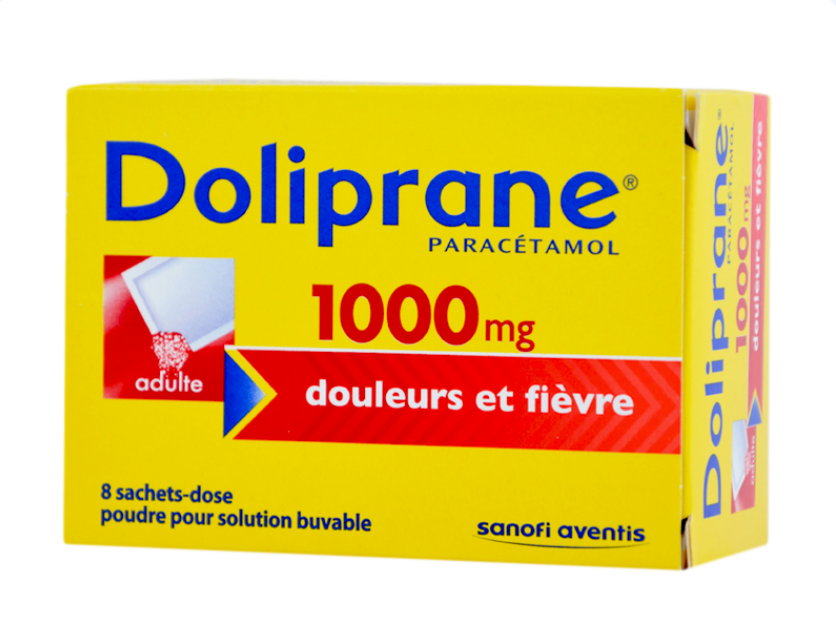 Doliprane®
PARACÉTAMOL
1000 mg
adulte
douleurs et fièvre
8 sachets-dose
poudre pour solution buvable
sanofi aventis
Doliprane®
PARACÉTAMOL
1000 mg
douleurs et fièvre
adulte